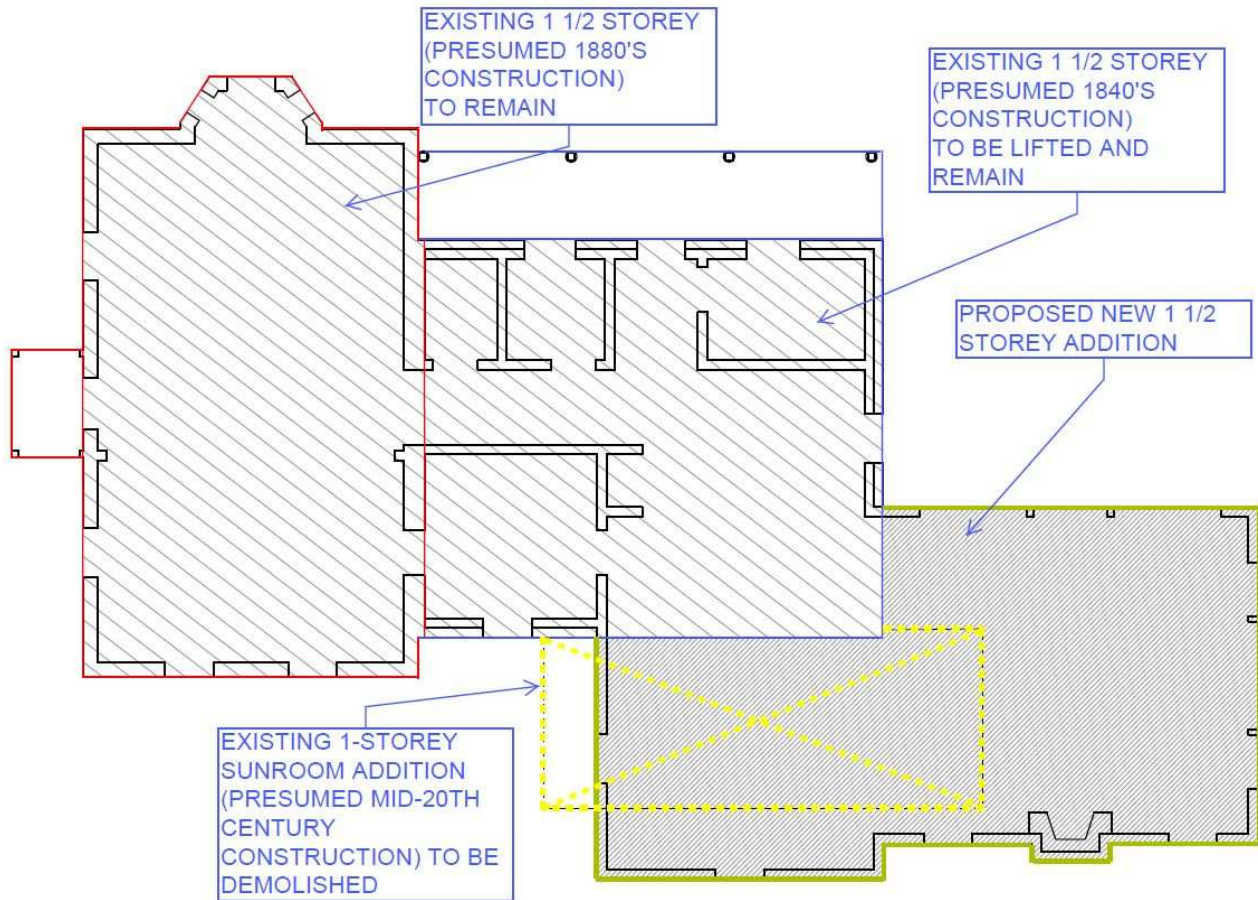 EXISTING 1 1/2 STOREY
(PRESUMED 1880'S
CONSTRUCTION)
TO REMAIN
EXISTING 1 1/2 STOREY
(PRESUMED 1840'S
CONSTRUCTION)
TO BE LIFTED AND
REMAIN
PROPOSED NEW 1 1/2
STOREY ADDITION
EXISTING 1-STOREY
SUNROOM ADDITION
(PRESUMED MID-20TH
CENTURY
CONSTRUCTION) TO BE
DEMOLISHED